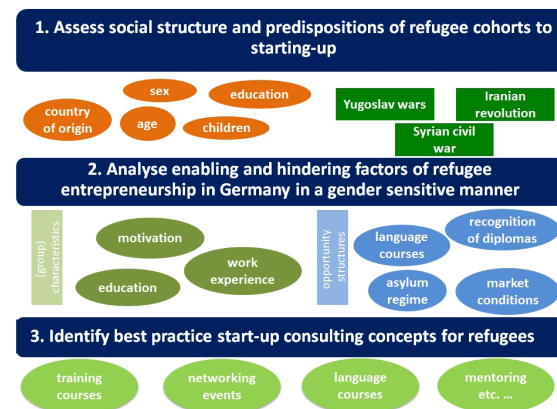 1. Assess social structure and predispositions of refugee cohorts to
starting-up
sex
education
country
of origin
age
children
Yugoslav wars
Iranian
revolution
Syrian civil
war
2. Analyse enabling and hindering factors of refugee
entrepreneurship in Germany in a gender sensitive manner
(group)
characteristics
motivation
work
experience
education
opportunity
structures
language
courses
recognition
of diplomas
asylum
regime
market
conditions
3. Identify best practice start-up consulting concepts for refugees
training
courses
networking
events
language
courses
mentoring
etc. ...